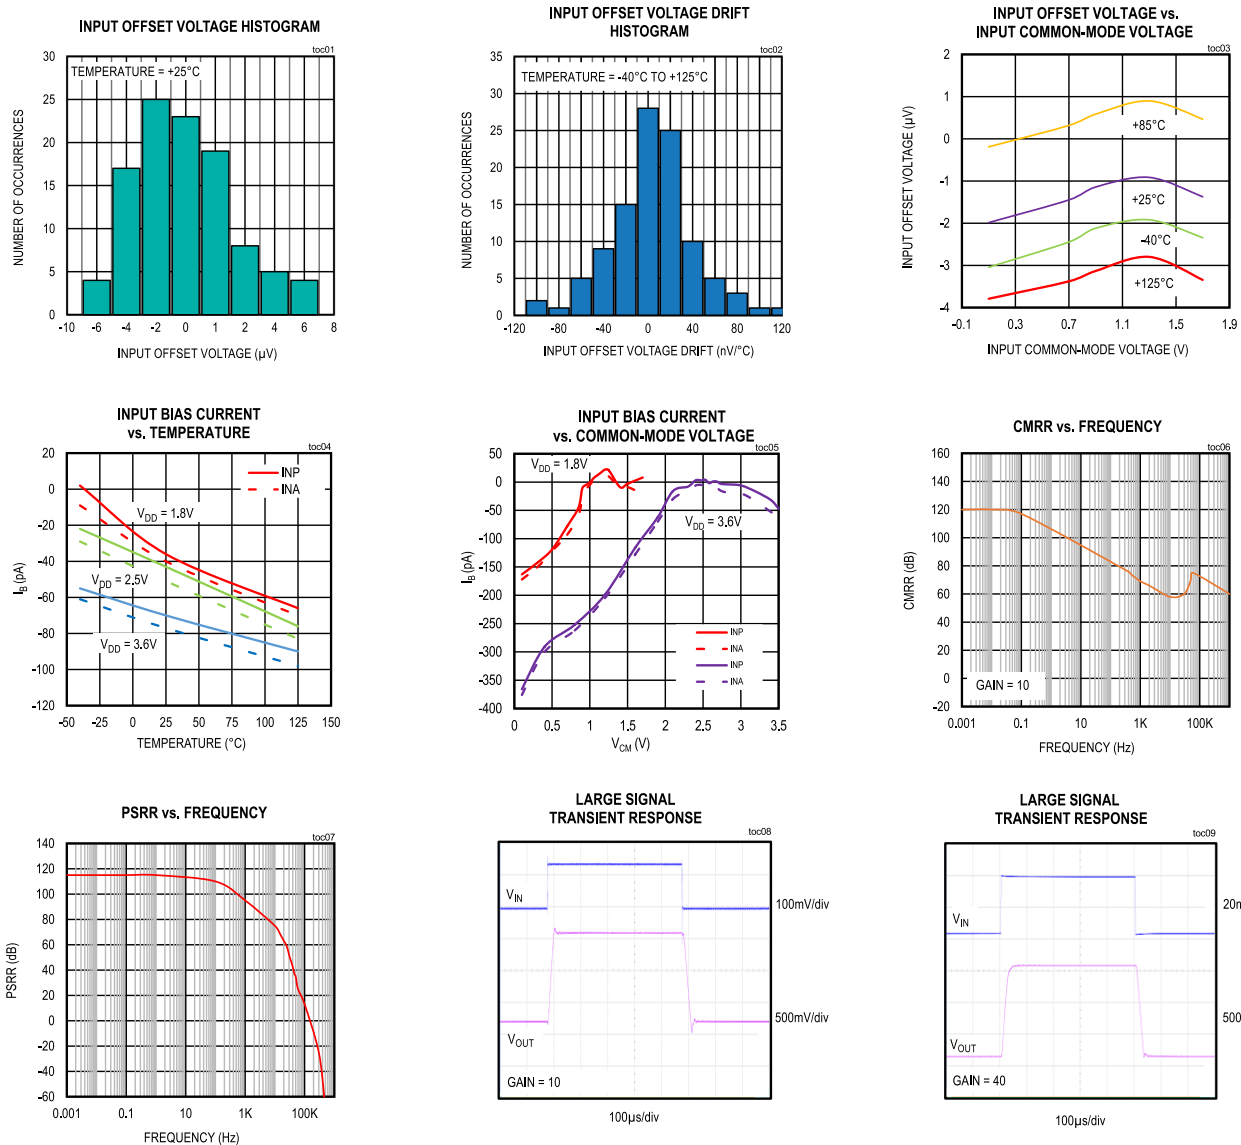 INPUT OFFSET VOLTAGE HISTOGRAM
toc01
30
25
20
15
10
5
0
TEMPERATURE = +25°C
NUMBER OF OCCURRENCES
-10 -6 -4 -2 0 1 2 4 6 8
INPUT OFFSET VOLTAGE (µV)
INPUT OFFSET VOLTAGE DRIFT
HISTOGRAM
toc02
35
30
25
20
15
10
5
0
TEMPERATURE = -40°C TO +125°C
NUMBER OF OCCURRENCES
-120 -80 -40 0 40 80 120
INPUT OFFSET VOLTAGE DRIFT (nV/°C)
INPUT OFFSET VOLTAGE vs.
INPUT COMMON-MODE VOLTAGE
toc03
2
1
0
-1
-2
-3
-4
+85°C
+25°C
-40°C
+125°C
INPUT OFFSET VOLTAGE (µV)
-0.1 0.3 0.7 1.1 1.5 1.9
INPUT COMMON-MODE VOLTAGE (V)
INPUT BIAS CURRENT
vs. TEMPERATURE
toc04
20
0
-20
-40
-60
-80
-100
-120
INP
INA
VDD = 1.8V
VDD = 2.5V
VDD = 3.6V
IB (pA)
-50 -25 0 25 50 75 100 125 150
TEMPERATURE (°C)
INPUT BIAS CURRENT
vs. COMMON-MODE VOLTAGE
toc05
50
0
-50
-100
-150
-200
-250
-300
-350
-400
VDD = 1.8V
VDD = 3.6V
INP
INA
INP
INA
IB (pA)
0 0.5 1 1.5 2 2.5 3 3.5
VCM (V)
CMRR vs. FREQUENCY
toc06
160
140
120
100
80
60
40
20
0
-20
GAIN = 10
CMRR (dB)
0.001 0.1 10 1K 100K
FREQUENCY (Hz)
PSRR vs. FREQUENCY
toc07
140
120
100
80
60
40
20
0
-20
-40
-60
PSRR (dB)
0.001 0.1 10 1K 100K
FREQUENCY (Hz)
LARGE SIGNAL
TRANSIENT RESPONSE
toc08
VIN
100mV/div
500mV/div
VOUT
GAIN = 10
100µs/div
LARGE SIGNAL
TRANSIENT RESPONSE
toc09
VIN
VOUT
500
GAIN = 40
100µs/div